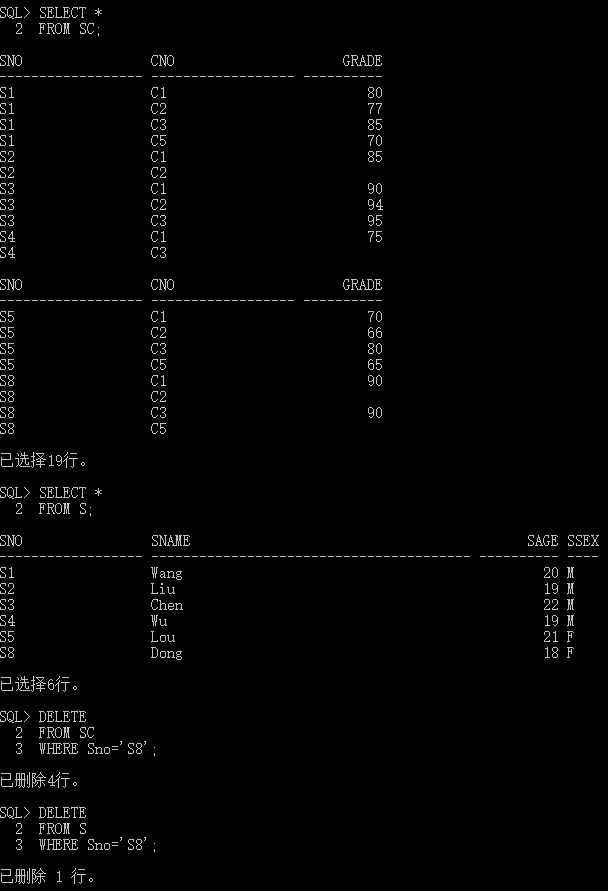 SQL> SELECT *
  2  FROM SC;
SNO                CNO                     GRADE
------------------ ------------------ ----------
S1                 C1                         80
S1                 C2                         77
S1                 C3                         85
S1                 C5                         70
S2                 C1                         85
S2                 C2
S3                 C1                         90
S3                 C2                         94
S3                 C3                         95
S4                 C1                         75
S4                 C3
SNO                CNO                     GRADE
------------------ ------------------ ----------
S5                 C1                         70
S5                 C2                         66
S5                 C3                         80
S5                 C5                         65
S8                 C1                         90
S8                 C2
S8                 C3                         90
S8                 C5
已选择19行。
SQL> SELECT *
  2  FROM S;
SNO                SNAME                                          SAGE SSEX
------------------ ---------------------------------------- ---------- ----
S1                 Wang                                             20 M
S2                 Liu                                              19 M
S3                 Chen                                             22 M
S4                 Wu                                               19 M
S5                 Lou                                              21 F
S8                 Dong                                             18 F
已选择6行。
SQL> DELETE
  2  FROM SC
  3  WHERE Sno='S8';
已删除4行。
SQL> DELETE
  2  FROM S
  3  WHERE Sno='S8';
已删除 1 行。